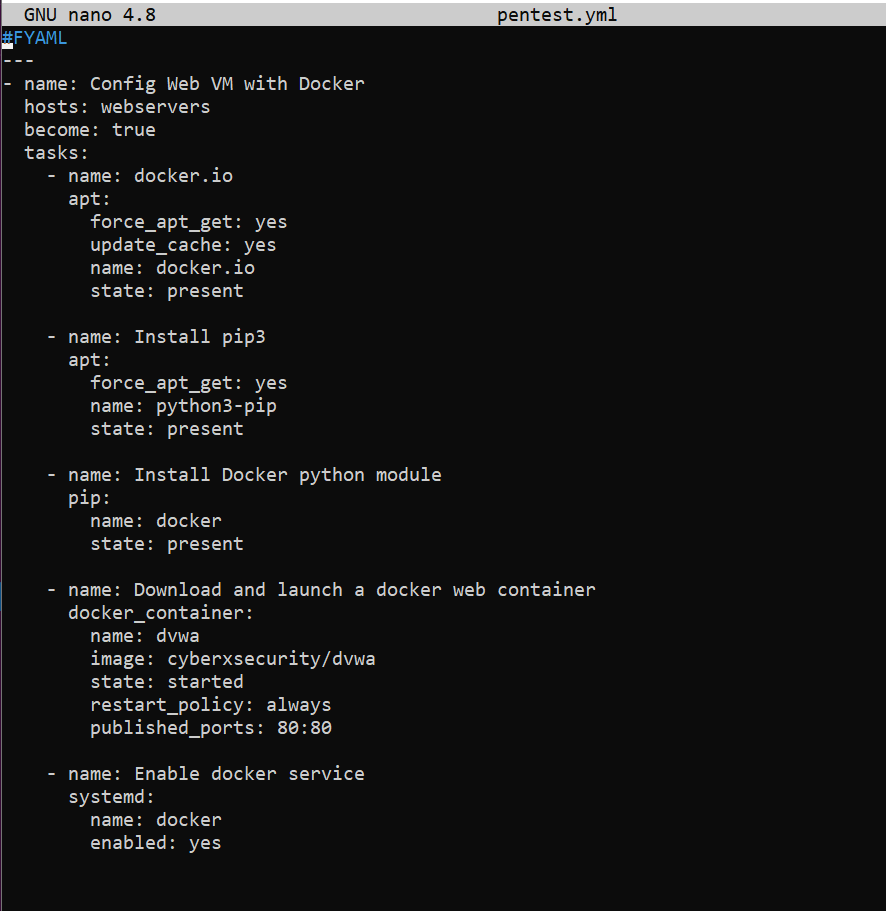 GNU nano 4.8 pentest.yml
#FYAML
---
- name: Config Web VM with Docker
  hosts: webservers
  become: true
  tasks:
    - name: docker.io
      apt:
        force_apt_get: yes
        update_cache: yes
        name: docker.io
        state: present

    - name: Install pip3
      apt:
        force_apt_get: yes
        name: python3-pip
        state: present

    - name: Install Docker python module
      pip:
        name: docker
        state: present

    - name: Download and launch a docker web container
      docker_container:
        name: dvwa
        image: cyberxsecurity/dvwa
        state: started
        restart_policy: always
        published_ports: 80:80

    - name: Enable docker service
      systemd:
        name: docker
        enabled: yes